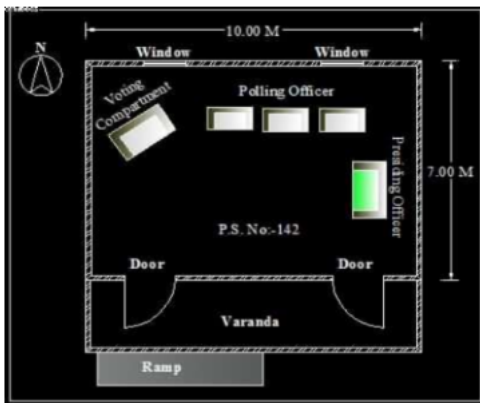 10.00 M
N
Window
Window
Voting
Compartment
Polling Officer
Presiding Officer
7.00 M
P.S. No:-142
Door
Door
Varanda
Ramp